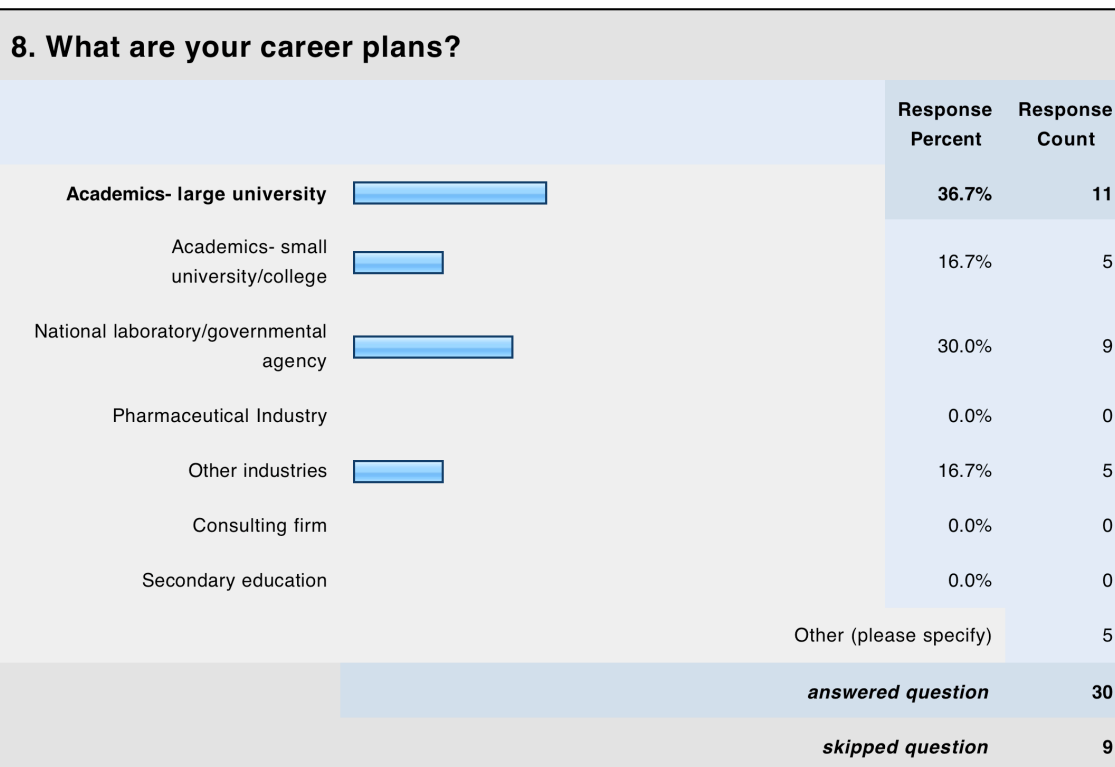 8. What are your career plans?
Response Percent Response Count
Academics- large university 36.7% 11
Academics- small university/college 16.7% 5
National laboratory/governmental agency 30.0% 9
Pharmaceutical Industry 0.0% 0
Other industries 16.7% 5
Consulting firm 0.0% 0
Secondary education 0.0% 0
Other (please specify) 5
answered question 30
skipped question 9